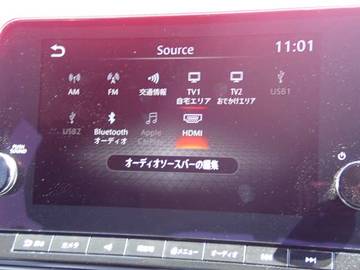 Source
11:01
AM
FM
交通情報
TV1
自宅エリア
TV2
おでかけエリア
USB1
USB2
Bluetooth
オーディオ
Apple
HDMI
オーディオソースバーの編集
PUSH
SOUND
カメラ
メニュー
オーディオ